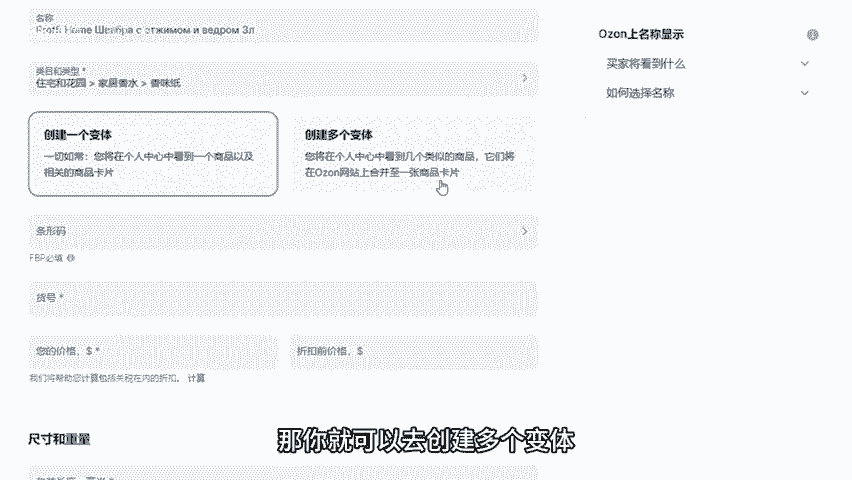 名称
Profi Home Швабра с отжимом и ведром 3л
类目和类型 *
住宅和花园 > 家居香水 > 香味纸
创建一个变体
一切如常：您将在个人中心中看到一个商品以及
相关的商品卡片
创建多个变体
您将在个人中心中看到几个类似的商品，它们将
在Ozon网站上合并至一张商品卡片
条形码
FBP必填
货号 *
您的价格，$ *
折扣前价格，$
我们将帮助您计算包括关税在内的折扣。 计算
尺寸和重量
Ozon上名称显示
买家将看到什么
如何选择名称
那你就可以去创建多个变体